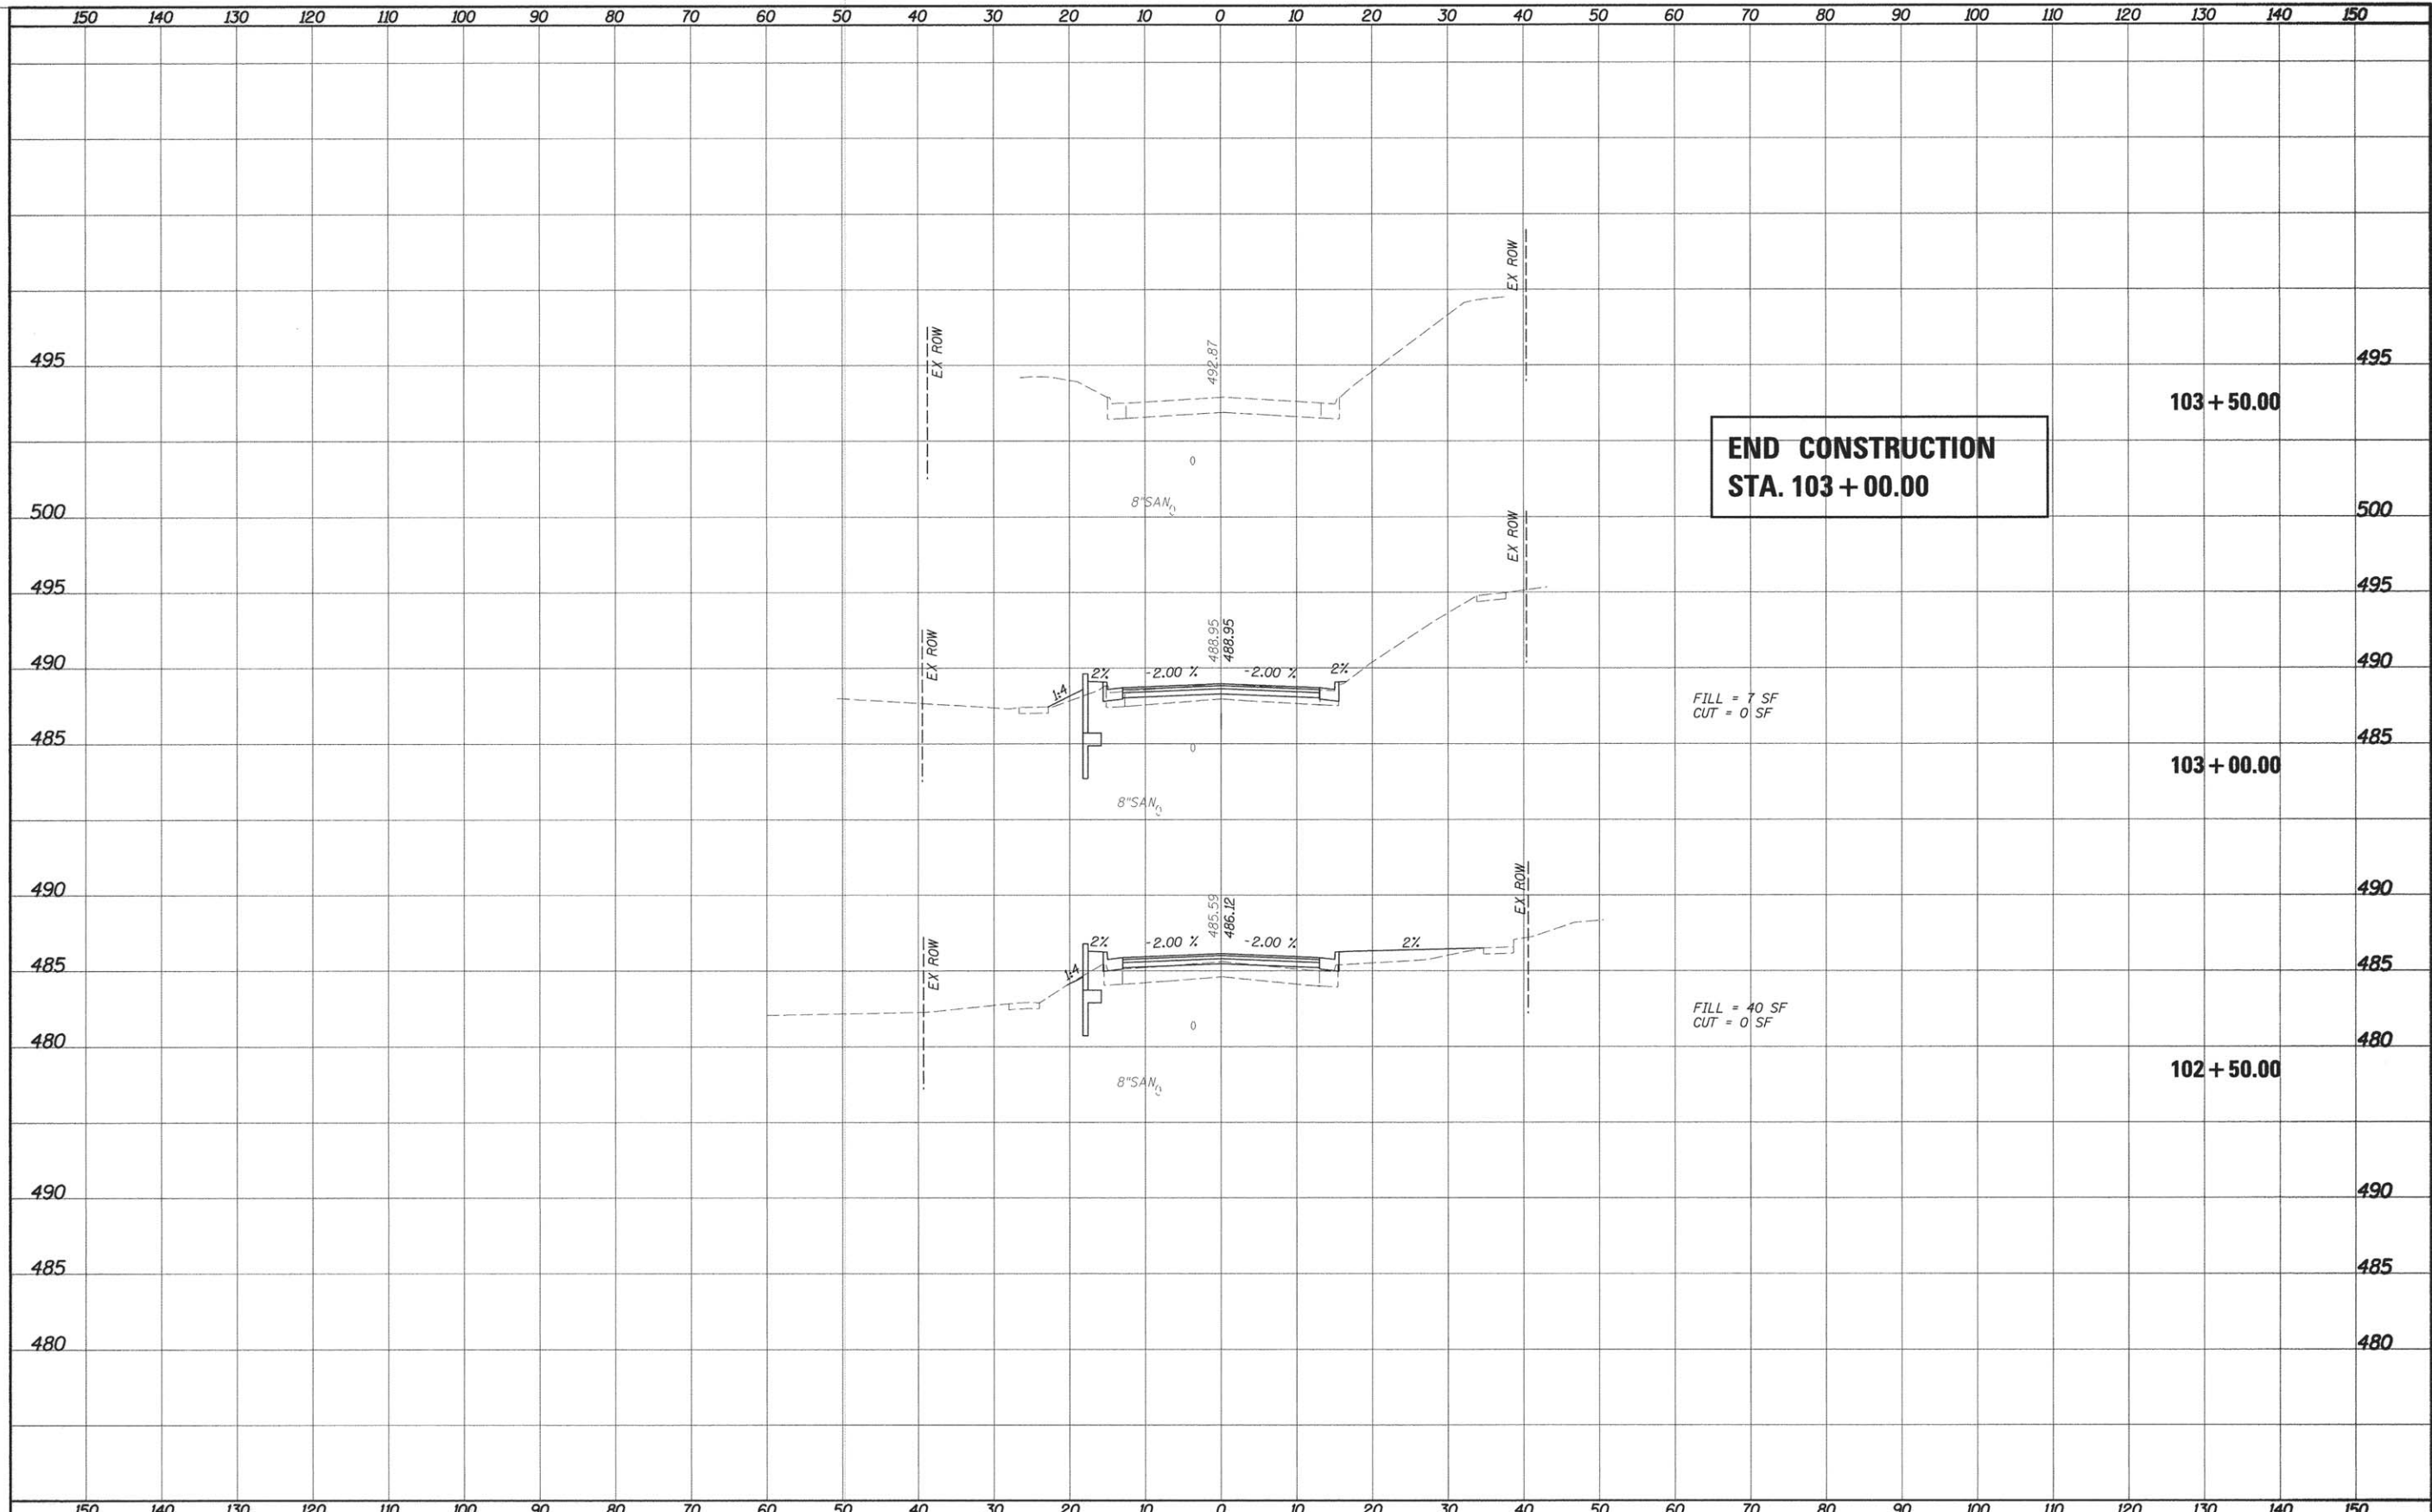 150 140 130 120 110 100 90 80 70 60 50 40 30 20 10 0 10 20 30 40 50 60 70 80 90 100 110 120 130 140 150
EX ROW
EX ROW
495 492.87 495
103+50.00
END CONSTRUCTION
STA. 103+00.00
8"SAN
500 500
EX ROW
495 495
EX ROW
488.95
488.95
490 490
1:4 2% -2.00 % -2.00 % 2%
FILL = 7 SF
CUT = 0 SF
485 485
103+00.00
8"SAN
EX ROW
490 490
485.59
486.12
EX ROW
1:4 2% -2.00 % -2.00 % 2%
485 485
FILL = 40 SF
CUT = 0 SF
480 480
102+50.00
8"SAN
490 490
485 485
480 480
150 140 130 120 110 100 90 80 70 60 50 40 30 20 10 0 10 20 30 40 50 60 70 80 90 100 110 120 130 140 150